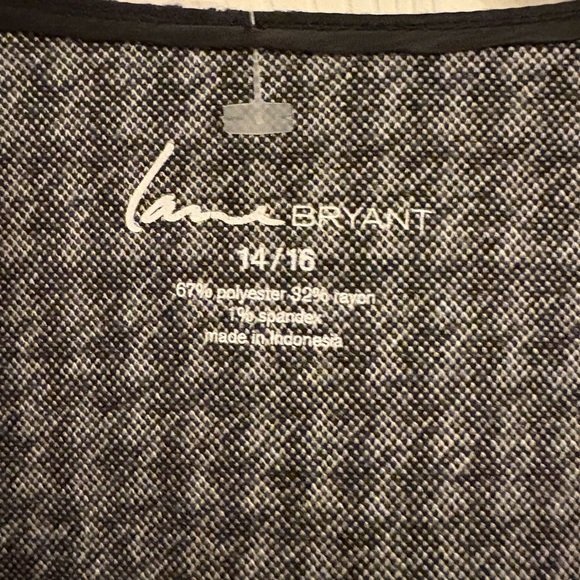 Lane BRYANT
14/16
67% polyester 32% rayon
1% spandex
made in Indonesia